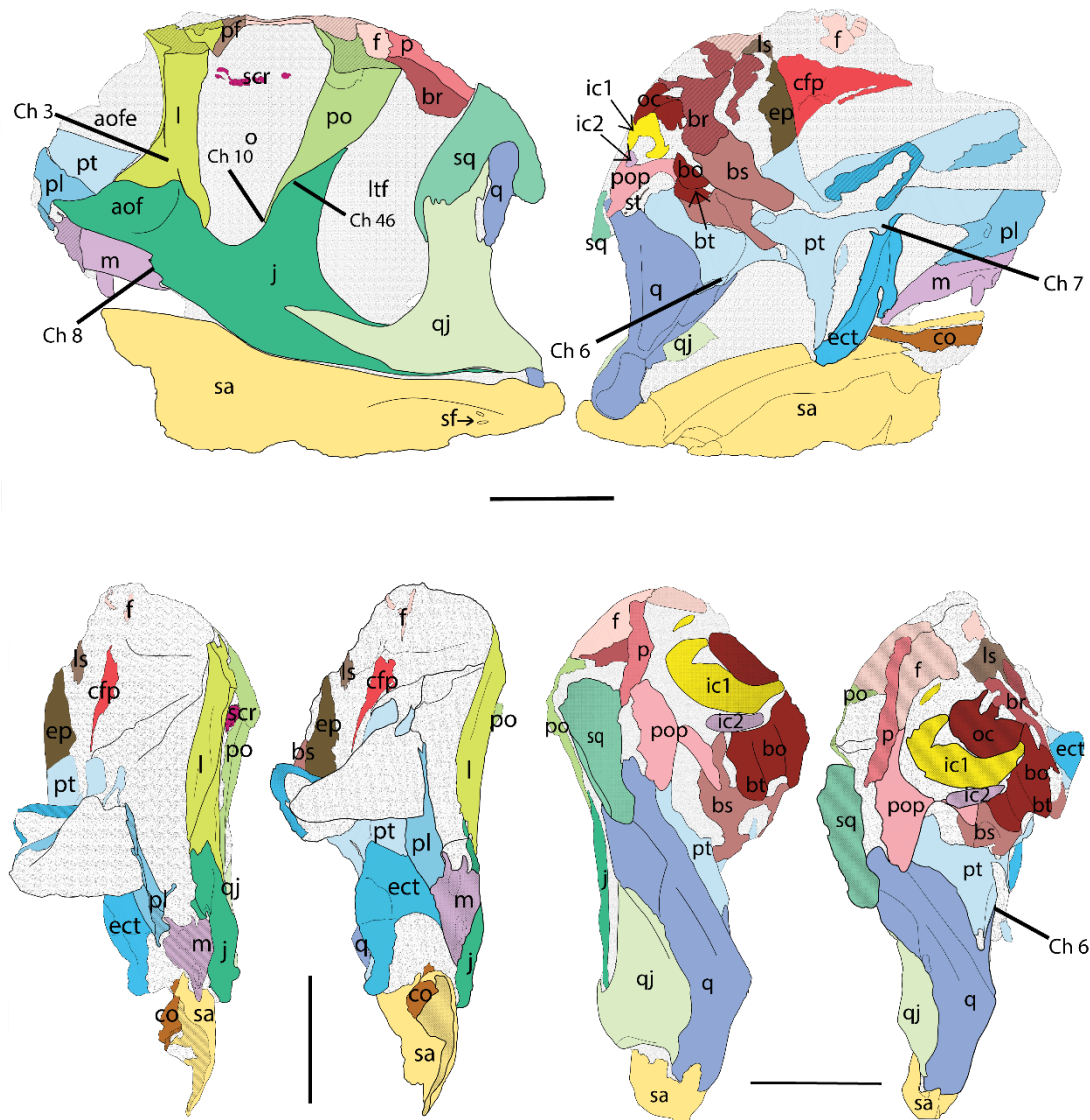 pf
f
p
scr
br
Ch 3
l
po
aofe
o
pt
Ch 10
sq
ltf
q
pl
aof
Ch 46
m
j
Ch 8
qj
sa
sf
ls
f
cfp
ic1
oc
ep
ic2
br
pop
bo
bs
st
sq
bt
pt
pl
Ch 7
q
m
Ch 6
qj
ect
co
sa
f
ls
cfp
scr
ep
po
l
pt
pl
qj
ect
m
j
co
sa
f
ls
cfp
ep
po
bs
l
pt
pl
ect
m
q
j
co
sa
f
p
ic1
po
sq
pop
ic2
bo
bt
bs
pt
j
qj
q
sa
f
ls
po
br
p
oc
ect
ic1
bo
ic2
sq
pop
bt
bs
pt
Ch 6
q
qj
sa